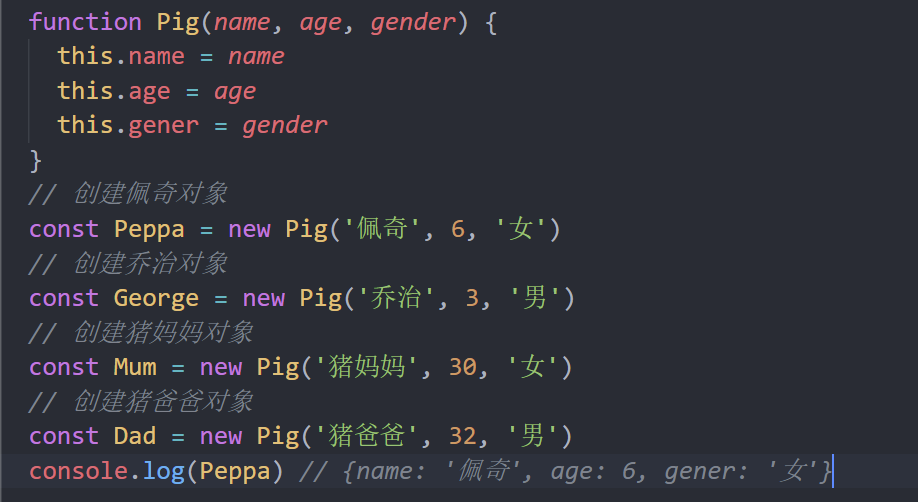 function Pig(name, age, gender) {
  this.name = name
  this.age = age
  this.gener = gender
}
// 创建佩奇对象
const Peppa = new Pig('佩奇', 6, '女')
// 创建乔治对象
const George = new Pig('乔治', 3, '男')
// 创建猪妈妈对象
const Mum = new Pig('猪妈妈', 30, '女')
// 创建猪爸爸对象
const Dad = new Pig('猪爸爸', 32, '男')
console.log(Peppa) // {name: '佩奇', age: 6, gener: '女'}